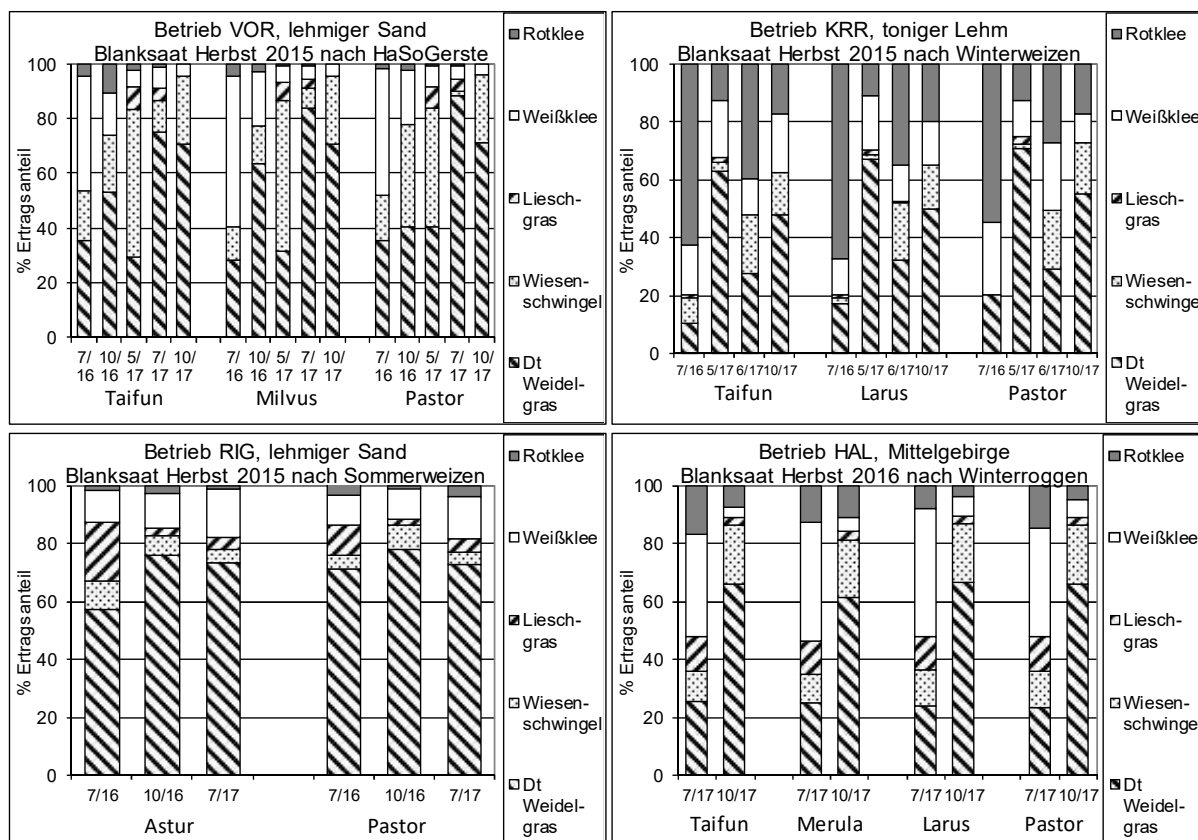 Betrieb VOR, lehmiger Sand
Blanksaat Herbst 2015 nach HaSoGerste
% Ertragsanteil
100
80
60
40
20
0
7/16 10/16 5/17 7/17 10/17 7/16 10/16 5/17 7/17 10/17 7/16 10/16 5/17 7/17 10/17
Taifun Milvus Pastor
Rotklee
Weißklee
Liesch-
gras
Wiesen-
schwingel
Dt
Weidel-
gras
Betrieb KRR, toniger Lehm
Blanksaat Herbst 2015 nach Winterweizen
% Ertragsanteil
100
80
60
40
20
0
7/16 5/17 6/17 10/17 7/16 5/17 6/17 10/17 7/16 5/17 6/17 10/17
Taifun Larus Pastor
Rotklee
Weißklee
Liesch-
gras
Wiesen-
schwingel
Dt
Weidel-
gras
Betrieb RIG, lehmiger Sand
Blanksaat Herbst 2015 nach Sommerweizen
% Ertragsanteil
100
80
60
40
20
0
7/16 10/16 7/17 7/16 10/16 7/17
Astur Pastor
Rotklee
Weißklee
Liesch-
gras
Wiesen-
schwingel
Dt
Weidel-
gras
Betrieb HAL, Mittelgebirge
Blanksaat Herbst 2016 nach Winterroggen
% Ertragsanteil
100
80
60
40
20
0
7/17 10/17 7/17 10/17 7/17 10/17 7/17 10/17
Taifun Merula Larus Pastor
Rotklee
Weißklee
Liesch-
gras
Wiesen-
schwingel
Dt
Weidel-
gras